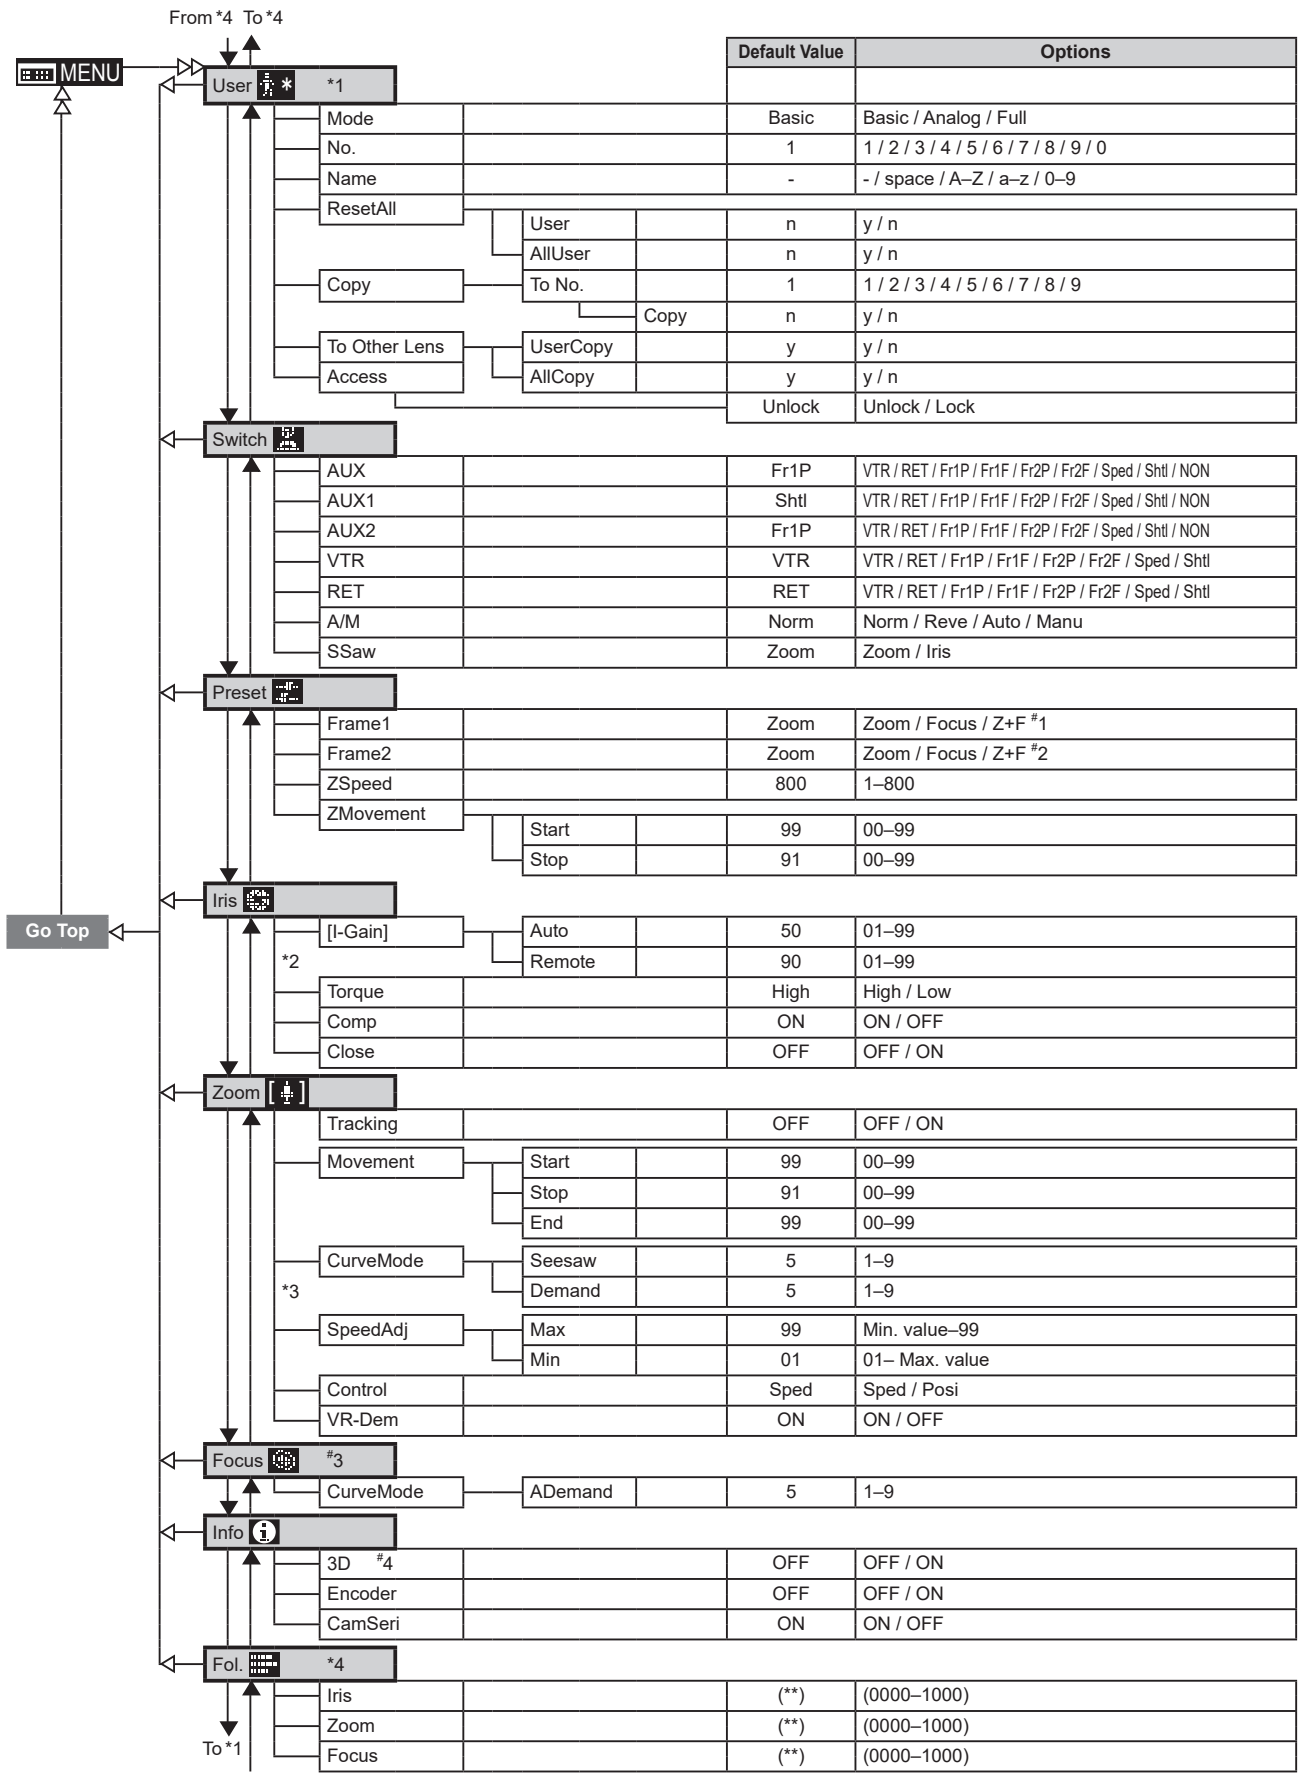 From *4 To *4
Default Value Options
MENU
User *1
Mode Basic Basic / Analog / Full
No. 1 1 / 2 / 3 / 4 / 5 / 6 / 7 / 8 / 9 / 0
Name - - / space / A–Z / a–z / 0–9
ResetAll
User n y / n
AllUser n y / n
Copy To No. 1 1 / 2 / 3 / 4 / 5 / 6 / 7 / 8 / 9
Copy n y / n
To Other Lens UserCopy y y / n
Access AllCopy y y / n
Unlock Unlock / Lock
Switch
AUX Fr1P VTR / RET / Fr1P / Fr1F / Fr2P / Fr2F / Sped / Shtl / NON
AUX1 Shtl VTR / RET / Fr1P / Fr1F / Fr2P / Fr2F / Sped / Shtl / NON
AUX2 Fr1P VTR / RET / Fr1P / Fr1F / Fr2P / Fr2F / Sped / Shtl / NON
VTR VTR VTR / RET / Fr1P / Fr1F / Fr2P / Fr2F / Sped / Shtl
RET RET VTR / RET / Fr1P / Fr1F / Fr2P / Fr2F / Sped / Shtl
A/M Norm Norm / Reve / Auto / Manu
SSaw Zoom Zoom / Iris
Preset
Frame1 Zoom Zoom / Focus / Z+F #1
Frame2 Zoom Zoom / Focus / Z+F #2
ZSpeed 800 1–800
ZMovement
Start 99 00–99
Stop 91 00–99
Iris
Go Top
[I-Gain] Auto 50 01–99
*2 Remote 90 01–99
Torque High High / Low
Comp ON ON / OFF
Close OFF OFF / ON
Zoom [ ]
Tracking OFF OFF / ON
Movement Start 99 00–99
Stop 91 00–99
End 99 00–99
CurveMode Seesaw 5 1–9
*3 Demand 5 1–9
SpeedAdj Max 99 Min. value–99
Min 01 01– Max. value
Control Sped Sped / Posi
VR-Dem ON ON / OFF
Focus #3
CurveMode ADemand 5 1–9
Info
3D #4 OFF OFF / ON
Encoder OFF OFF / ON
CamSeri ON ON / OFF
Fol. *4
Iris (**) (0000–1000)
Zoom (**) (0000–1000)
To *1
Focus (**) (0000–1000)